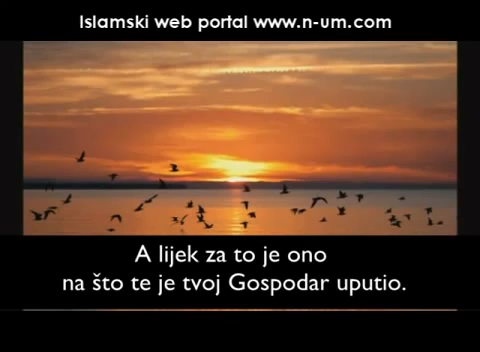 Islamski web portal www.n-um.com
A lijek za to je ono
na što te je tvoj Gospodar uputio.